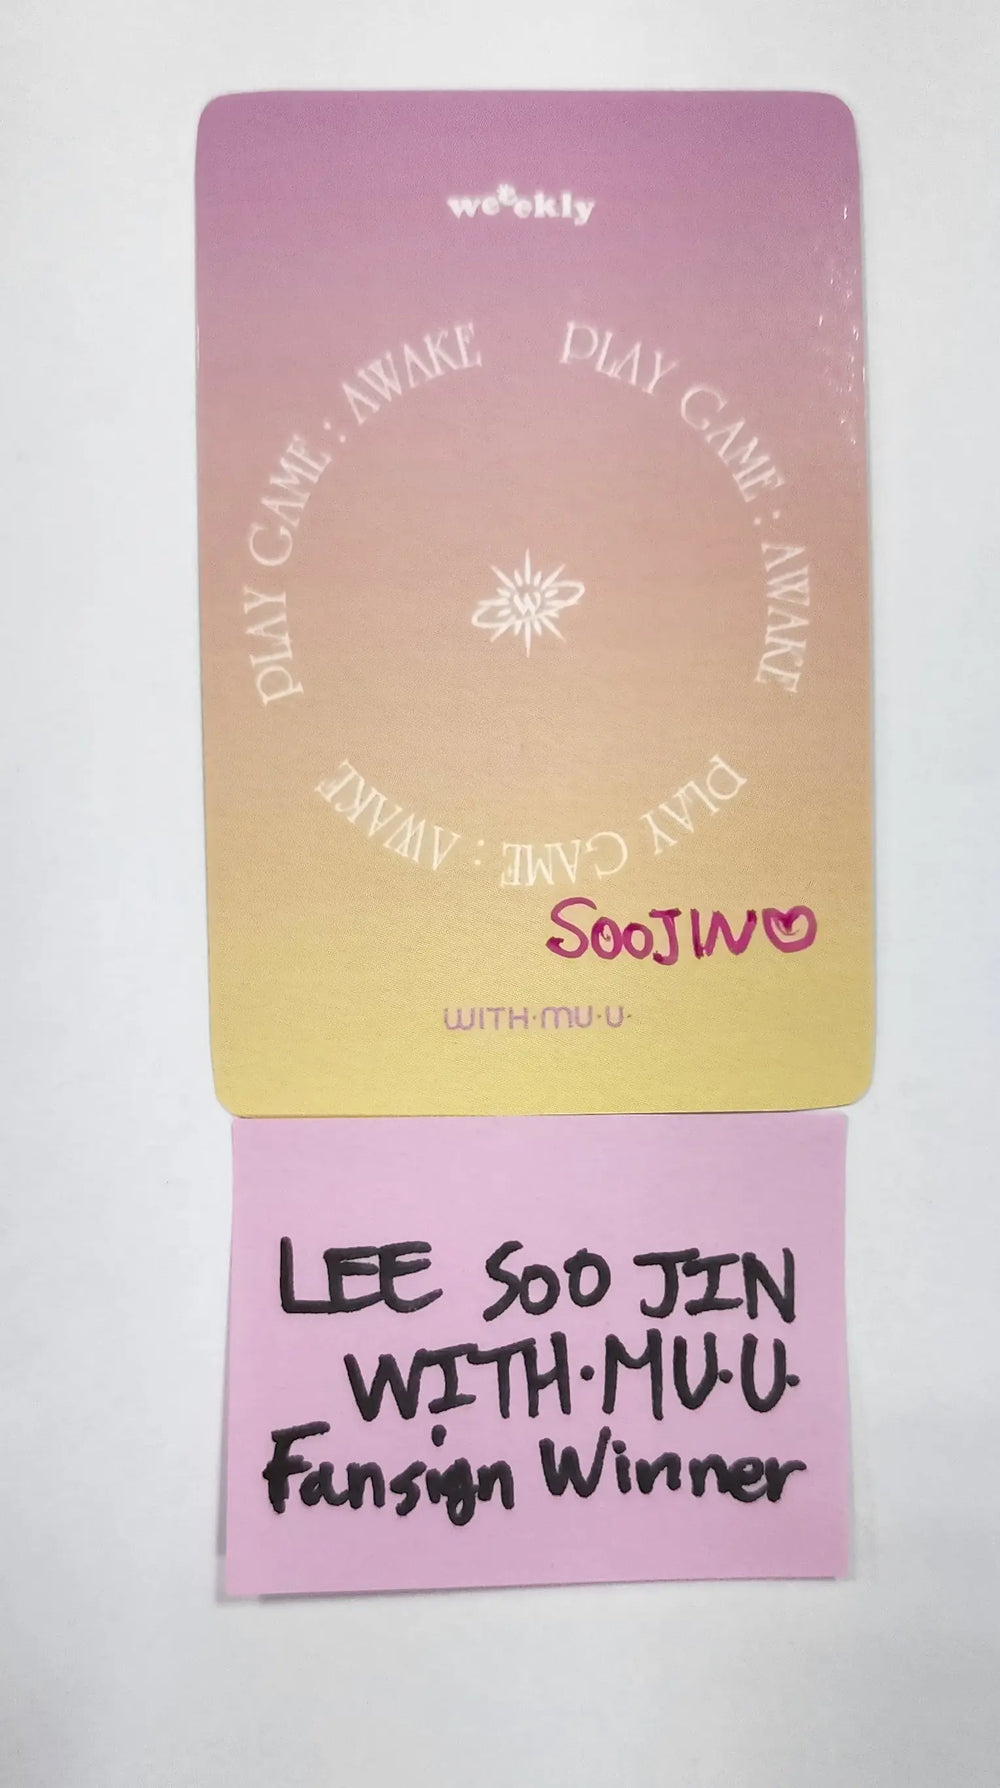 weeekly
PLAY GAME : AWAKE
PLAY GAME : AWAKE
PLAY GAME : AWAKE
W
SOOJIN♡
WITH·MU·U·
LEE SOO JIN
WITH·MU·U·
Fansign Winner